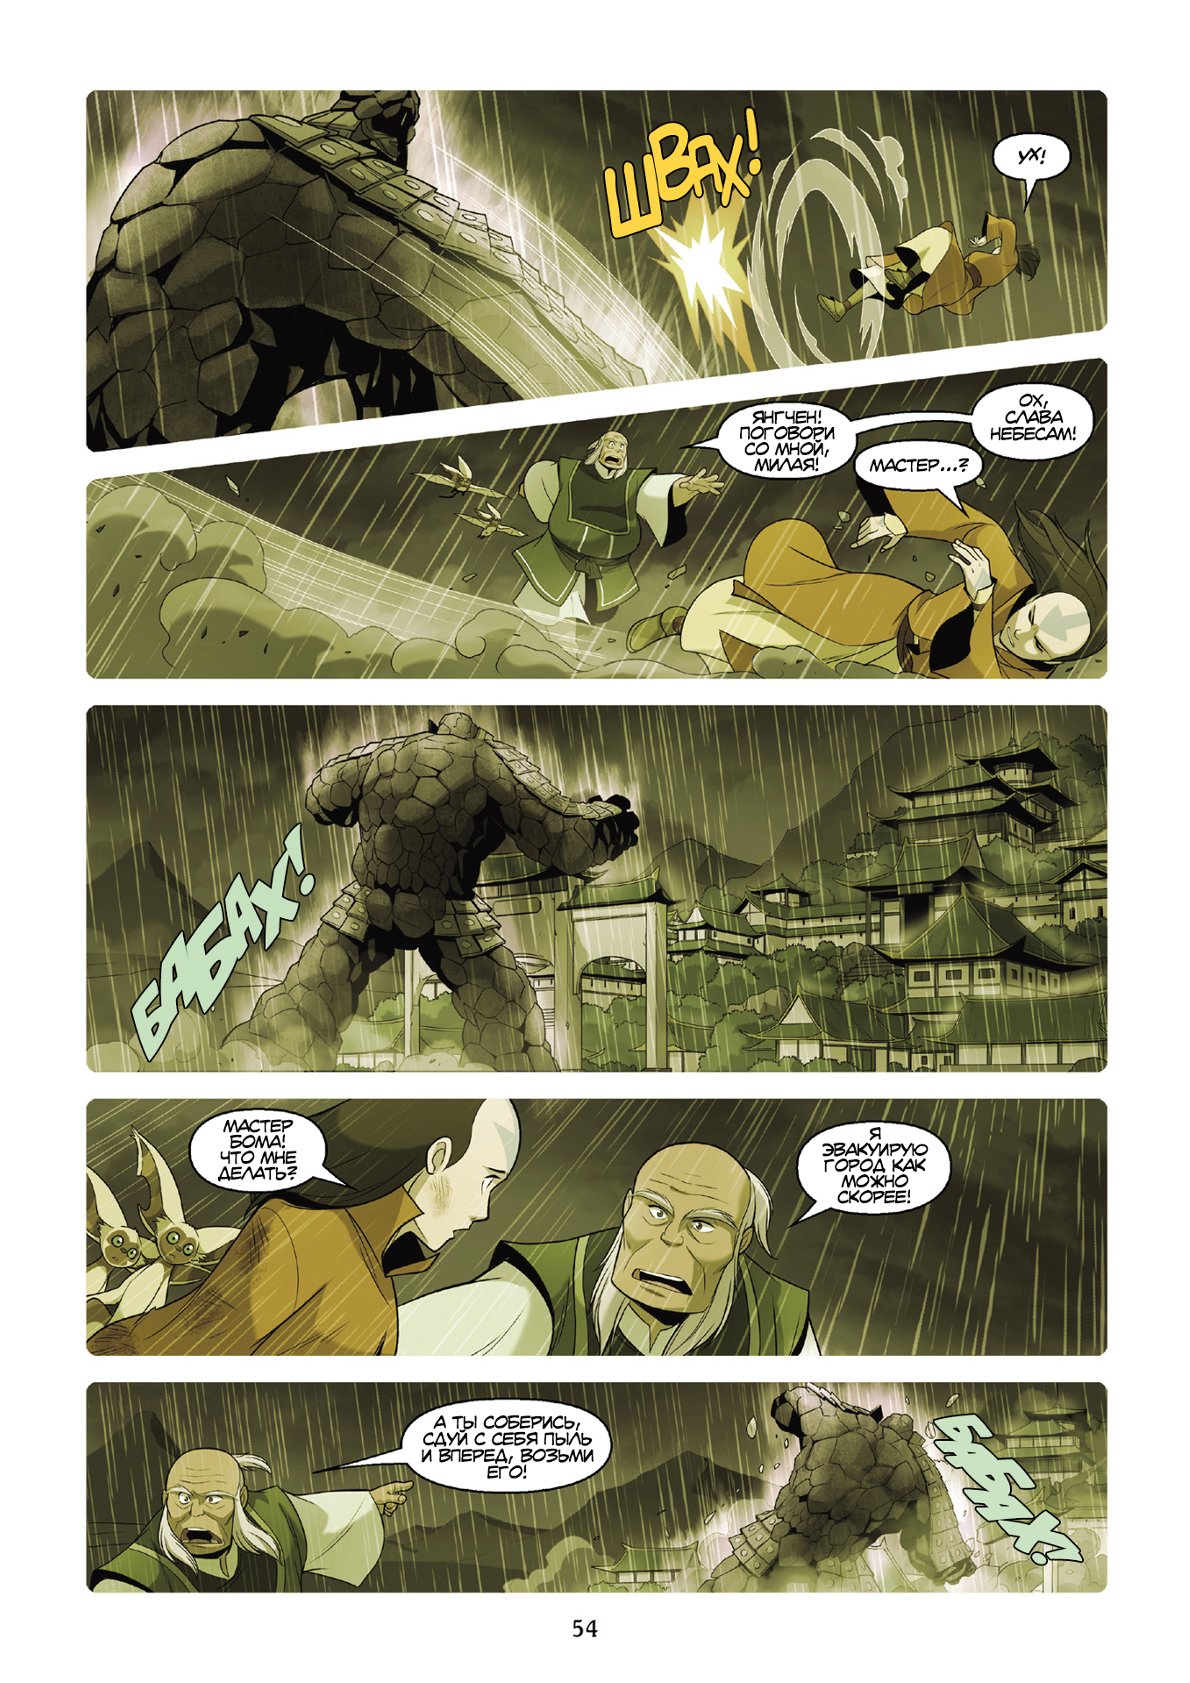 ШВАХ!
УХ!
ЯНГЧЕН!
ПОГОВОРИ
СО МНОЙ,
МИЛАЯ!
МАСТЕР...?
ОХ,
СЛАВА
НЕБЕСАМ!
БАБАХ!
МАСТЕР
БОМА!
ЧТО МНЕ
ДЕЛАТЬ?
Я
ЭВАКУИРУЮ
ГОРОД КАК
МОЖНО
СКОРЕЕ!
А ТЫ СОБЕРИСЬ,
СДУЙ С СЕБЯ ПЫЛЬ
И ВПЕРЕД, ВОЗЬМИ
ЕГО!
БАБАХ!
54